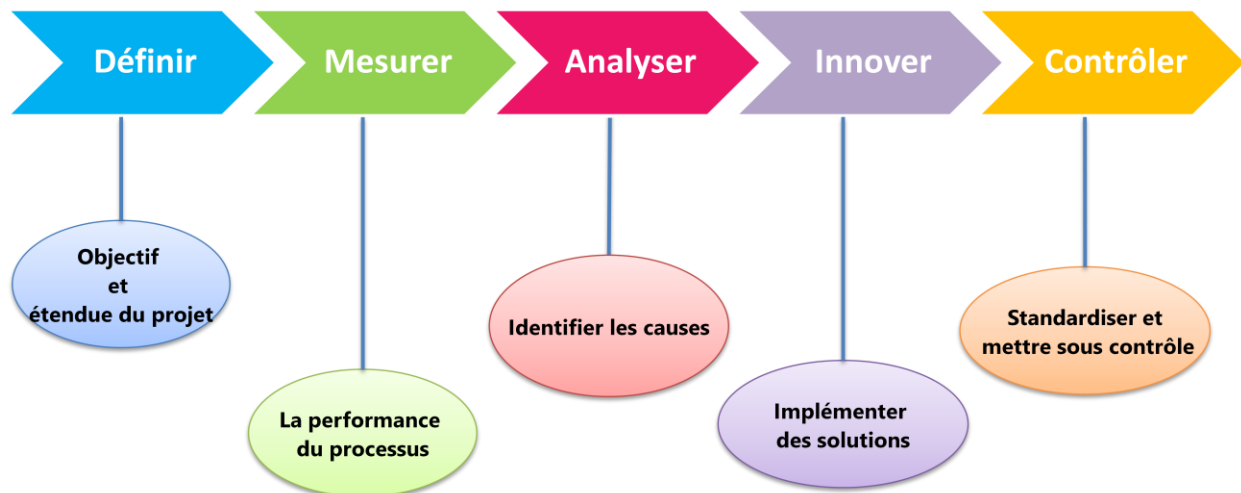 Définir
Mesurer
Analyser
Innover
Contrôler
Objectif
et
étendue du projet
La performance
du processus
Identifier les causes
Implémenter
des solutions
Standardiser et
mettre sous contrôle